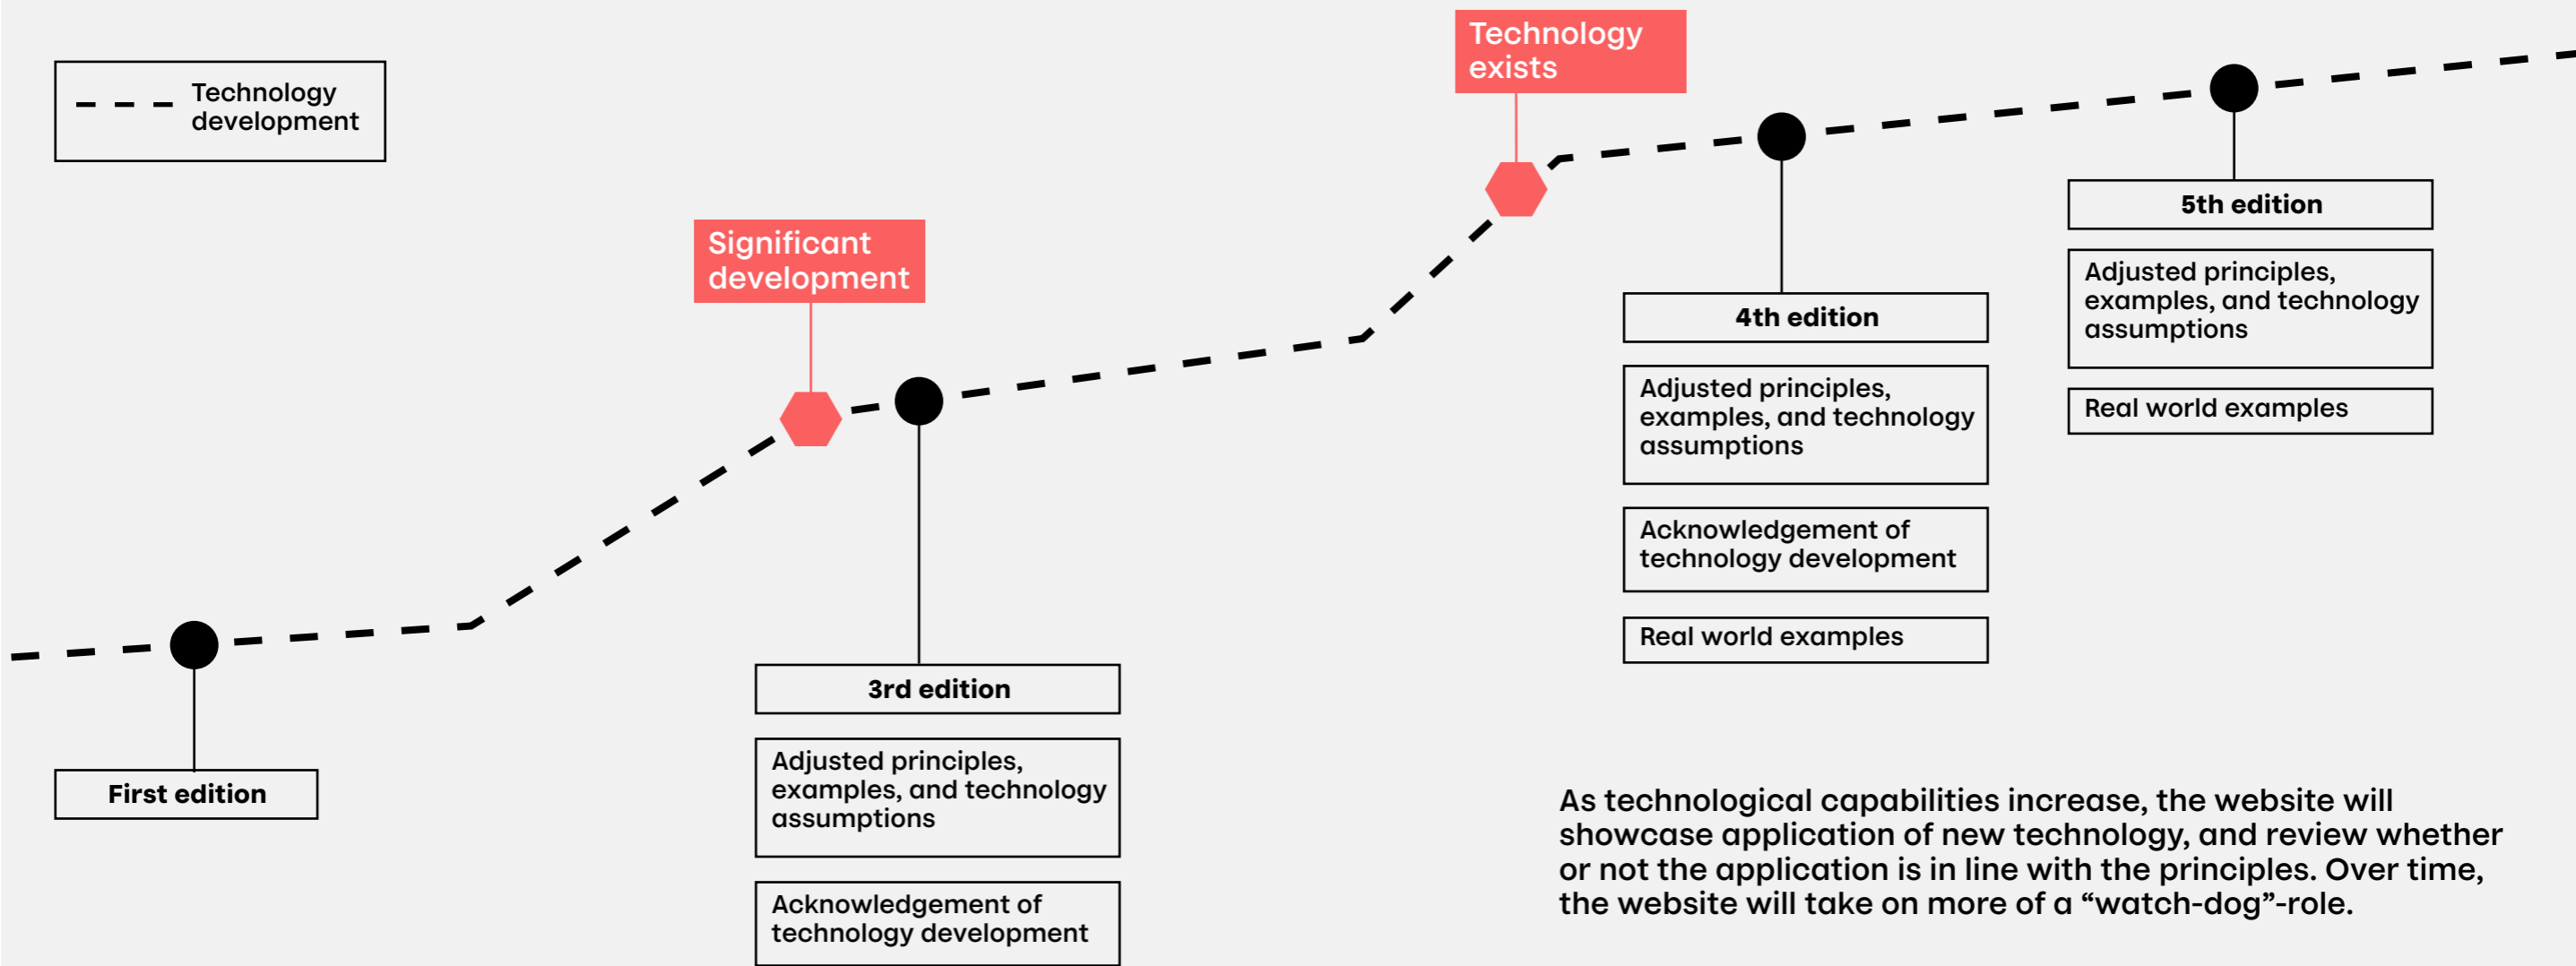 Technology
development
First edition
Significant
development
3rd edition
Adjusted principles,
examples, and technology
assumptions
Acknowledgement of
technology development
Technology
exists
4th edition
Adjusted principles,
examples, and technology
assumptions
Acknowledgement of
technology development
Real world examples
5th edition
Adjusted principles,
examples, and technology
assumptions
Real world examples
As technological capabilities increase, the website will
showcase application of new technology, and review whether
or not the application is in line with the principles. Over time,
the website will take on more of a “watch-dog”-role.